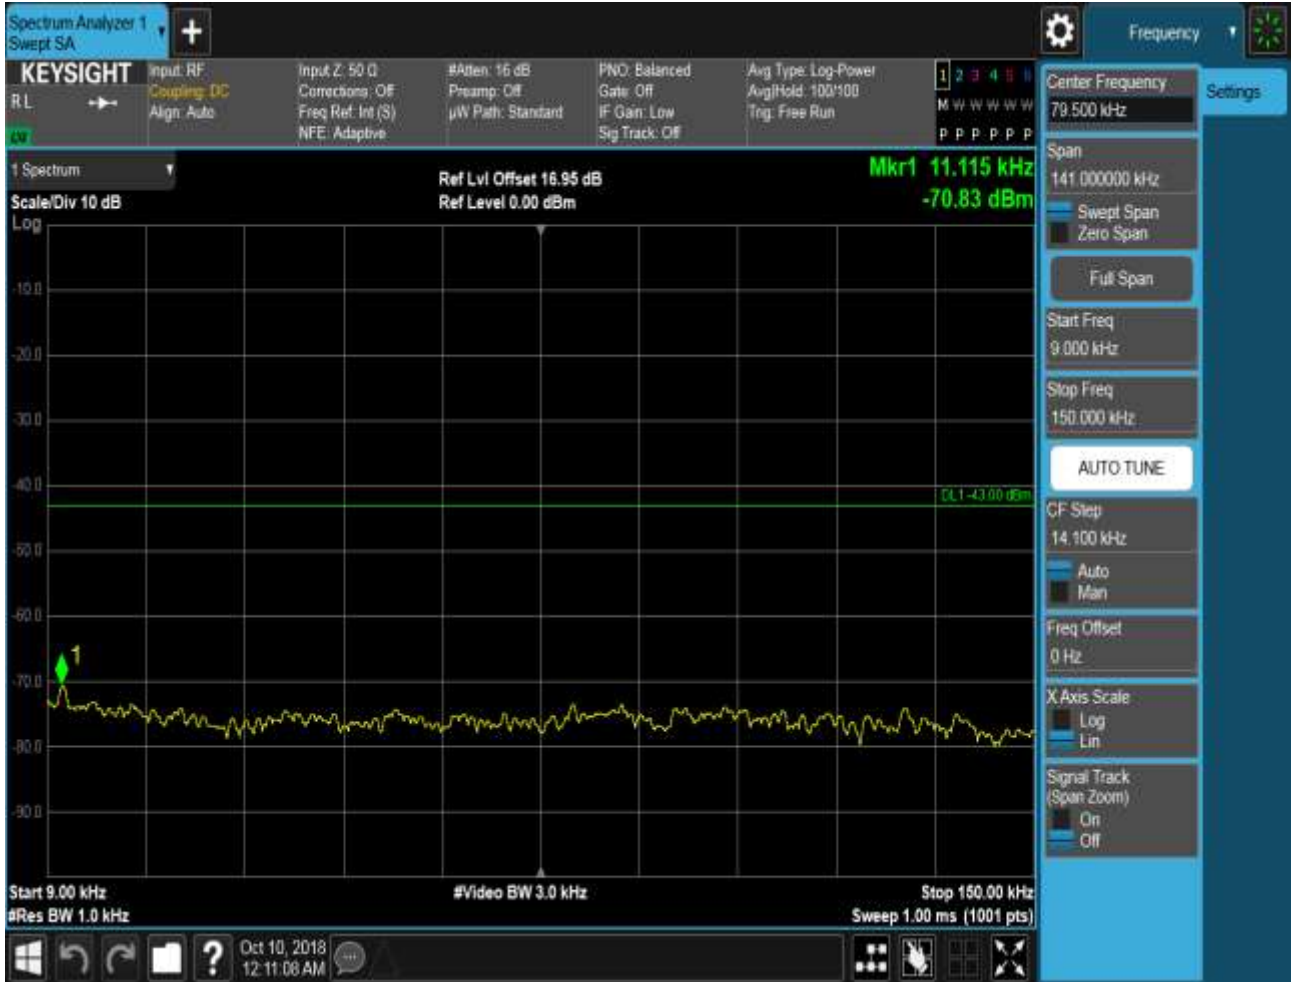 Spectrum Analyzer 1
Swept SA
+
Frequency
KEYSIGHT
R L
Input: RF
Coupling: DC
Align: Auto
Input Z: 50 Ω
Corrections: Off
Freq Ref: Int (S)
NFE: Adaptive
#Atten: 16 dB
Preamp: Off
µW Path: Standard
PNO: Balanced
Gate: Off
IF Gain: Low
Sig Track: Off
Avg Type: Log-Power
Avg|Hold: 100/100
Trig: Free Run
1 2 3 4 5 6
M W W W W W
P P P P P P
1 Spectrum
Scale/Div 10 dB
Log
Ref Lvl Offset 16.95 dB
Ref Level 0.00 dBm
Mkr1 11.115 kHz
-70.83 dBm
-10.0
-20.0
-30.0
-40.0
DL1 -43.00 dBm
-50.0
-60.0
1
-70.0
-80.0
-90.0
Start 9.00 kHz
#Video BW 3.0 kHz
Stop 150.00 kHz
#Res BW 1.0 kHz
Sweep 1.00 ms (1001 pts)
?
Oct 10, 2018
12:11:08 AM
Center Frequency
79.500 kHz
Settings
Span
141.000000 kHz
Swept Span
Zero Span
Full Span
Start Freq
9.000 kHz
Stop Freq
150.000 kHz
AUTO TUNE
CF Step
14.100 kHz
Auto
Man
Freq Offset
0 Hz
X Axis Scale
Log
Lin
Signal Track
(Span Zoom)
On
Off